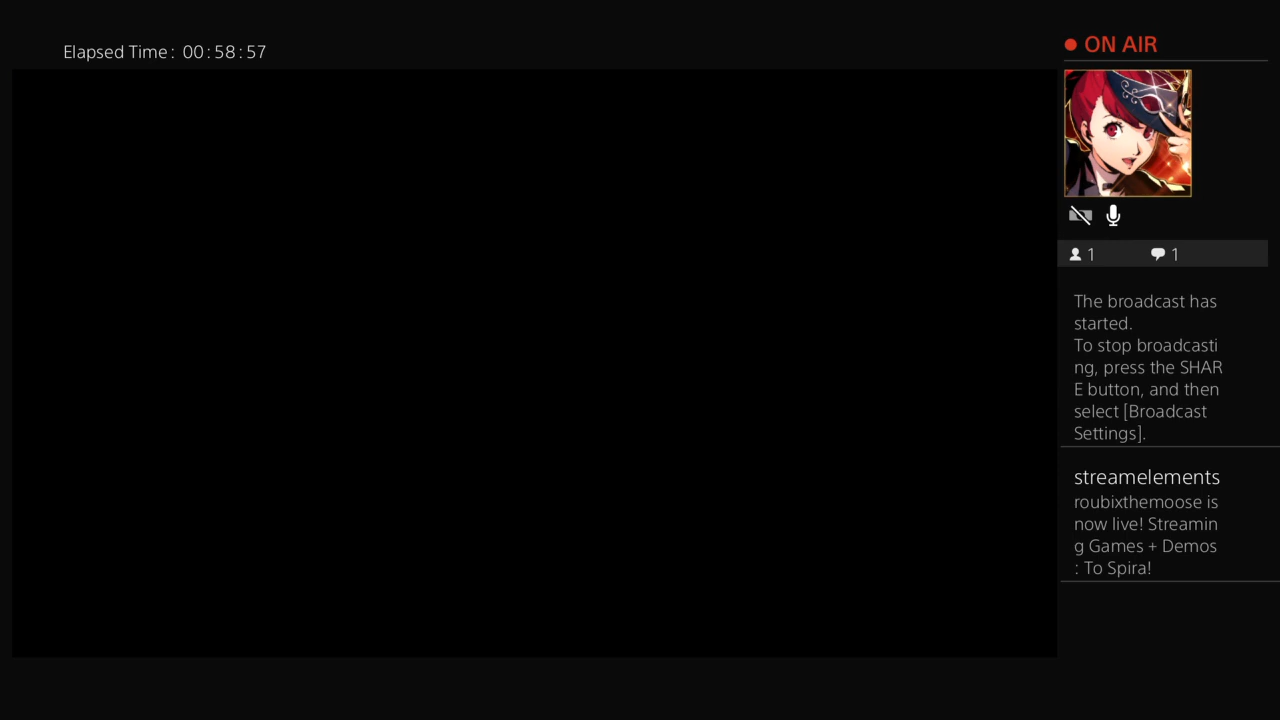 Elapsed Time: 00:58:57
ON AIR
1
1
The broadcast has
started.
To stop broadcasti
ng, press the SHAR
E button, and then
select [Broadcast
Settings].
streamelements
roubixthemoose is
now live! Streamin
g Games + Demos
: To Spira!